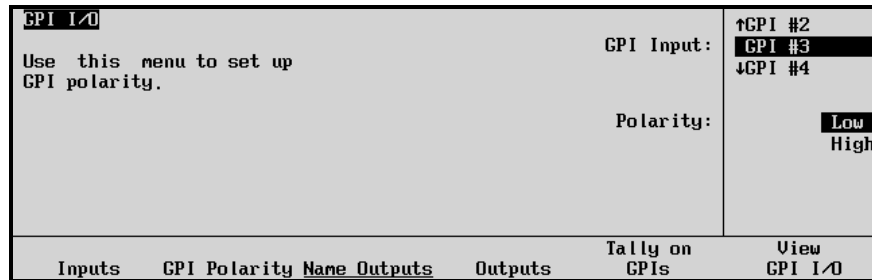 GPI I/O
Use this menu to set up
GPI polarity.
GPI Input:
↑GPI #2
GPI #3
↓GPI #4
Polarity:
Low
High
Inputs
GPI Polarity
Name Outputs
Outputs
Tally on
GPIs
View
GPI I/O